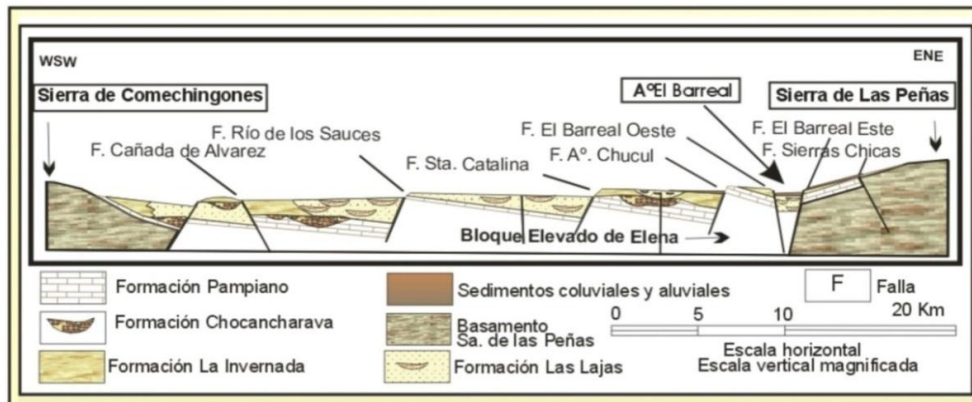 WSW
ENE
Sierra de Comechingones
AºEl Barreal
Sierra de Las Peñas
F. Cañada de Alvarez
F. Río de los Sauces
F. Sta. Catalina
F. El Barreal Oeste
F. Aº. Chucul
F. El Barreal Este
F. Sierras Chicas
Bloque Elevado de Elena
Formación Pampiano
Formación Chocancharava
Formación La Invernada
Sedimentos coluviales y aluviales
Basamento
Sa. de las Peñas
Formación Las Lajas
F
Falla
0 5 10 20 Km
Escala horizontal
Escala vertical magnificada